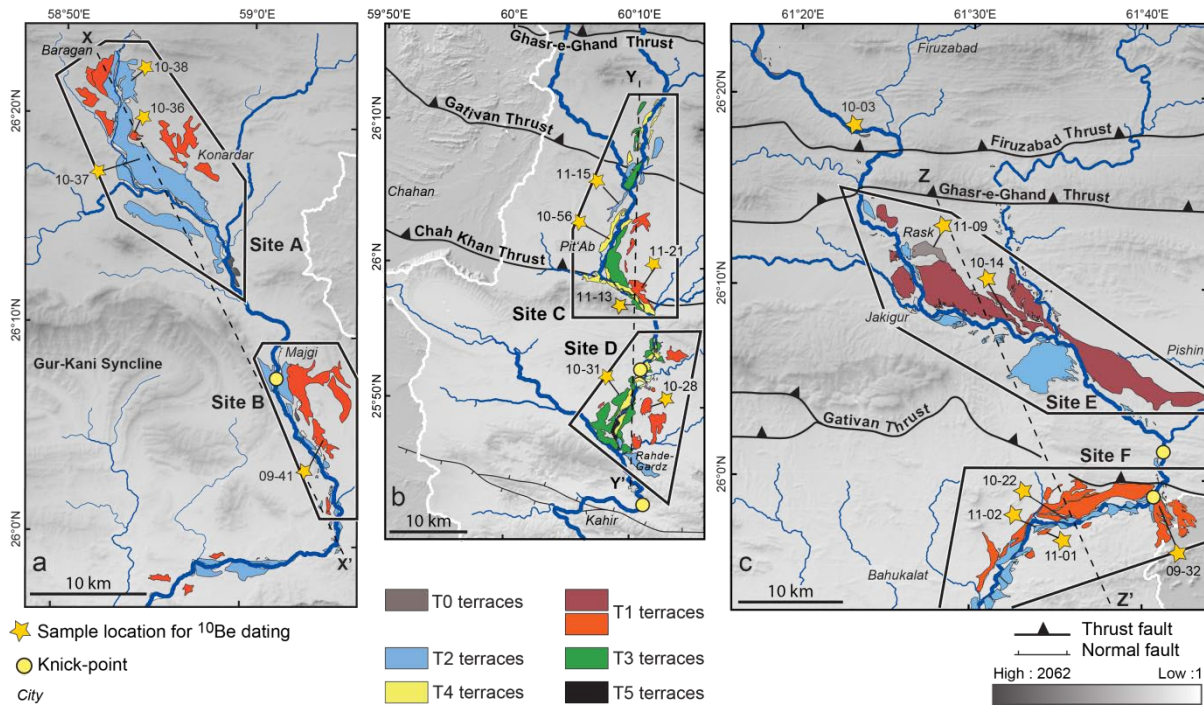 58°50'E
59°0'E
X
Baragan
10-38
10-36
Konardar
10-37
26°20'N
Site A
26°10'N
Majgi
Gur-Kani Syncline
Site B
09-41
26°0'N
a
X'
10 km
59°50'E
60°0'E
60°10'E
Ghasr-e-Ghand Thrust
Y
26°10'N
Gativan Thrust
11-15
Chahan
10-56
Pit'Ab
11-21
26°0'N
Chah Khan Thrust
11-13
Site C
Site D
10-31
10-28
25°50'N
Rahde-Gardz
Y'
b
Kahir
10 km
61°20'E
61°30'E
61°40'E
Firuzabad
26°20'N
10-03
Firuzabad Thrust
Z
Ghasr-e-Ghand Thrust
Rask
11-09
10-14
26°10'N
Jakigur
Pishin
Site E
Gativan Thrust
Site F
26°0'N
10-22
11-02
11-01
09-32
Bahukalat
c
10 km
Z'
Sample location for ¹⁰Be dating
Knick-point
City
T0 terraces
T1 terraces
T2 terraces
T3 terraces
T4 terraces
T5 terraces
Thrust fault
Normal fault
High : 2062
Low :1